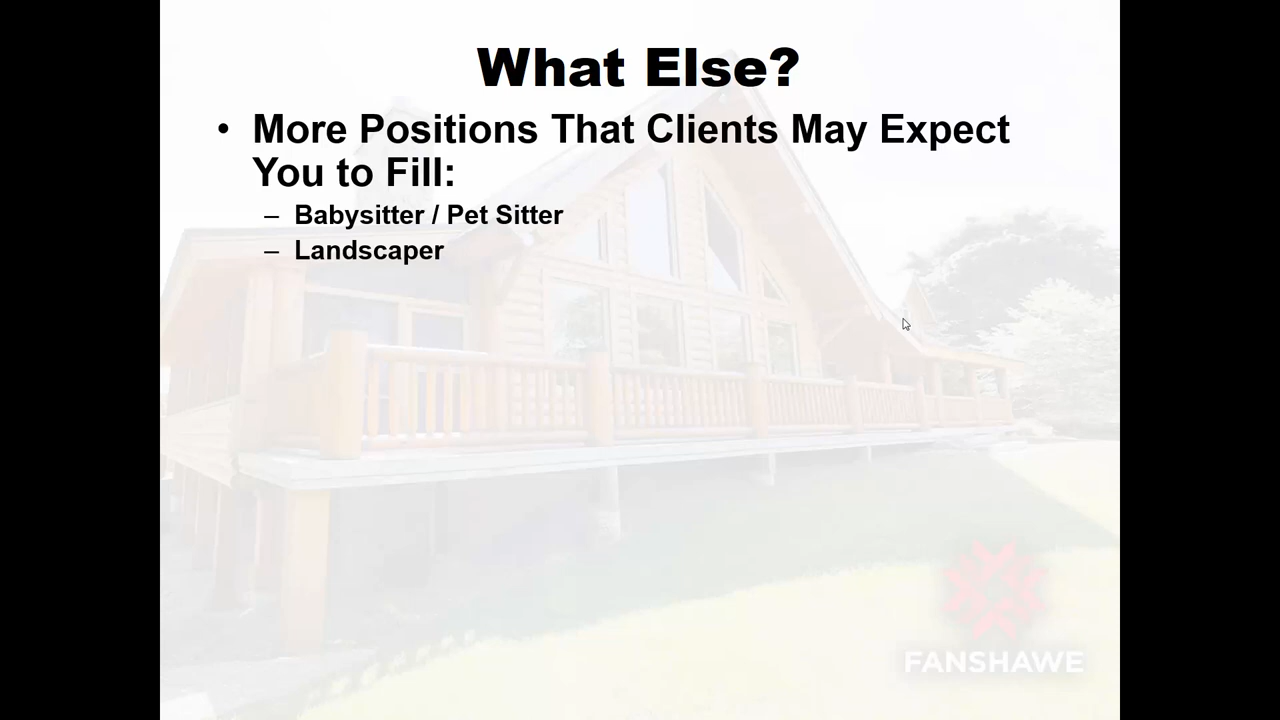 What Else?
• More Positions That Clients May Expect
You to Fill:
– Babysitter / Pet Sitter
– Landscaper
FANSHAWE